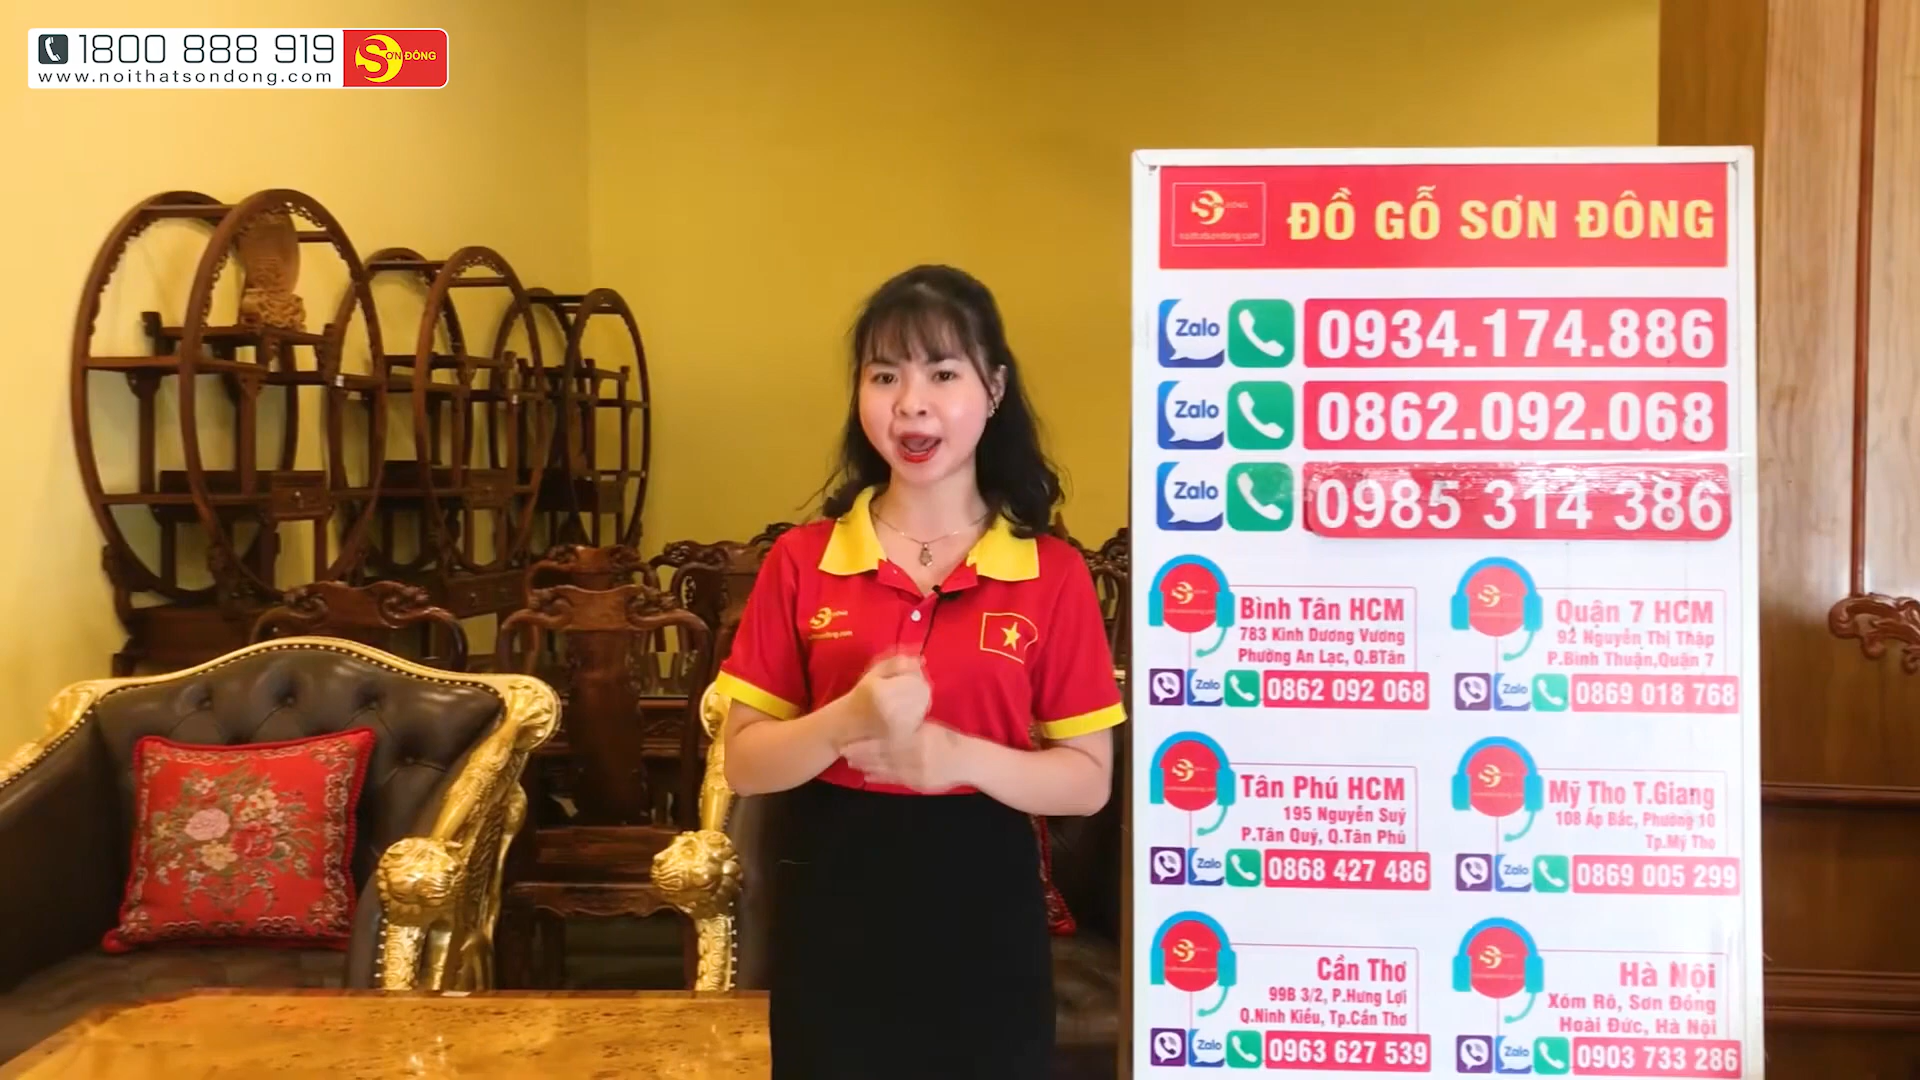 1800 888 919
SƠN ĐÔNG
www.noithatsondong.com
ĐỒ GỖ SƠN ĐÔNG
noithatsondong.com
Zalo 0934.174.886
Zalo 0862.092.068
Zalo 0985 314 386
Bình Tân HCM
783 Kinh Dương Vương
Phường An Lạc, Q.BTân
Zalo 0862 092 068
Quận 7 HCM
92 Nguyễn Thị Thập
P.Bình Thuận,Quận 7
Zalo 0869 018 768
Tân Phú HCM
195 Nguyễn Suý
P.Tân Quý, Q.Tân Phú
Zalo 0868 427 486
Mỹ Tho T.Giang
108 Ấp Bắc, Phường 10
Tp.Mỹ Tho
Zalo 0869 005 299
Cần Thơ
99B 3/2, P.Hưng Lợi
Q.Ninh Kiều, Tp.Cần Thơ
Zalo 0963 627 539
Hà Nội
Xóm Rô, Sơn Đồng
Hoài Đức, Hà Nội
Zalo 0903 733 286